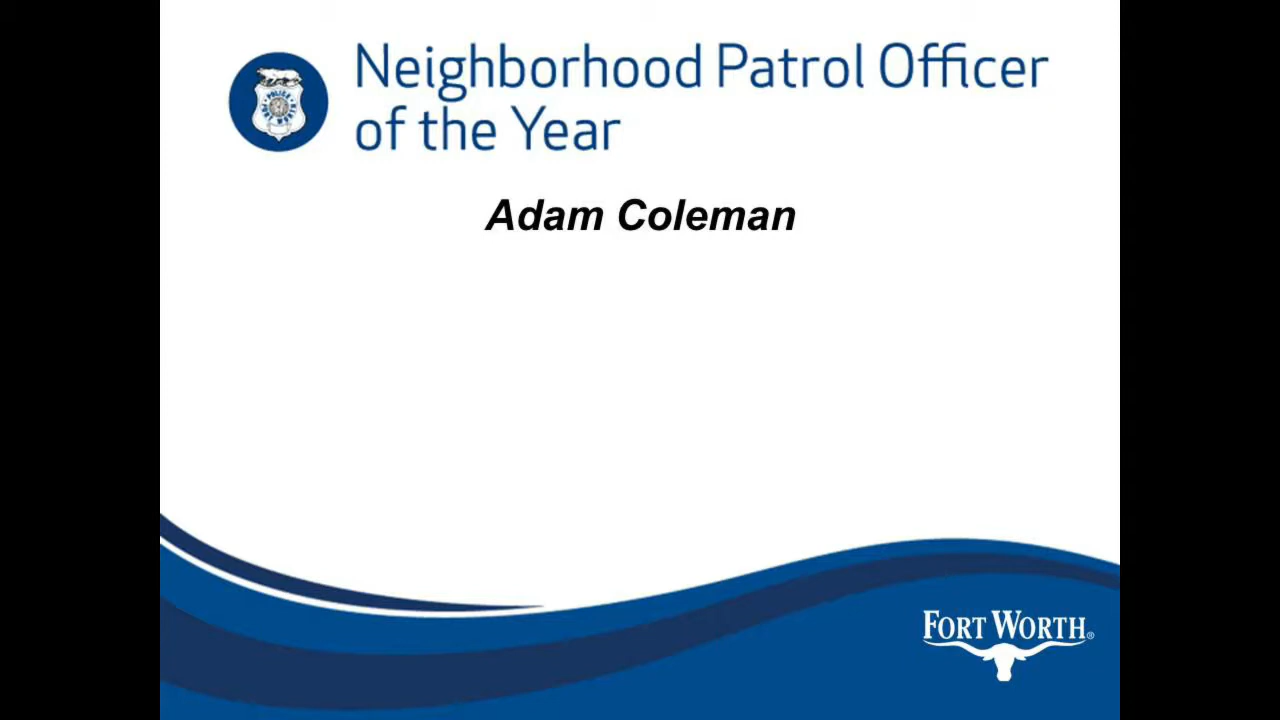 Neighborhood Patrol Officer
of the Year
Adam Coleman
FORT WORTH®